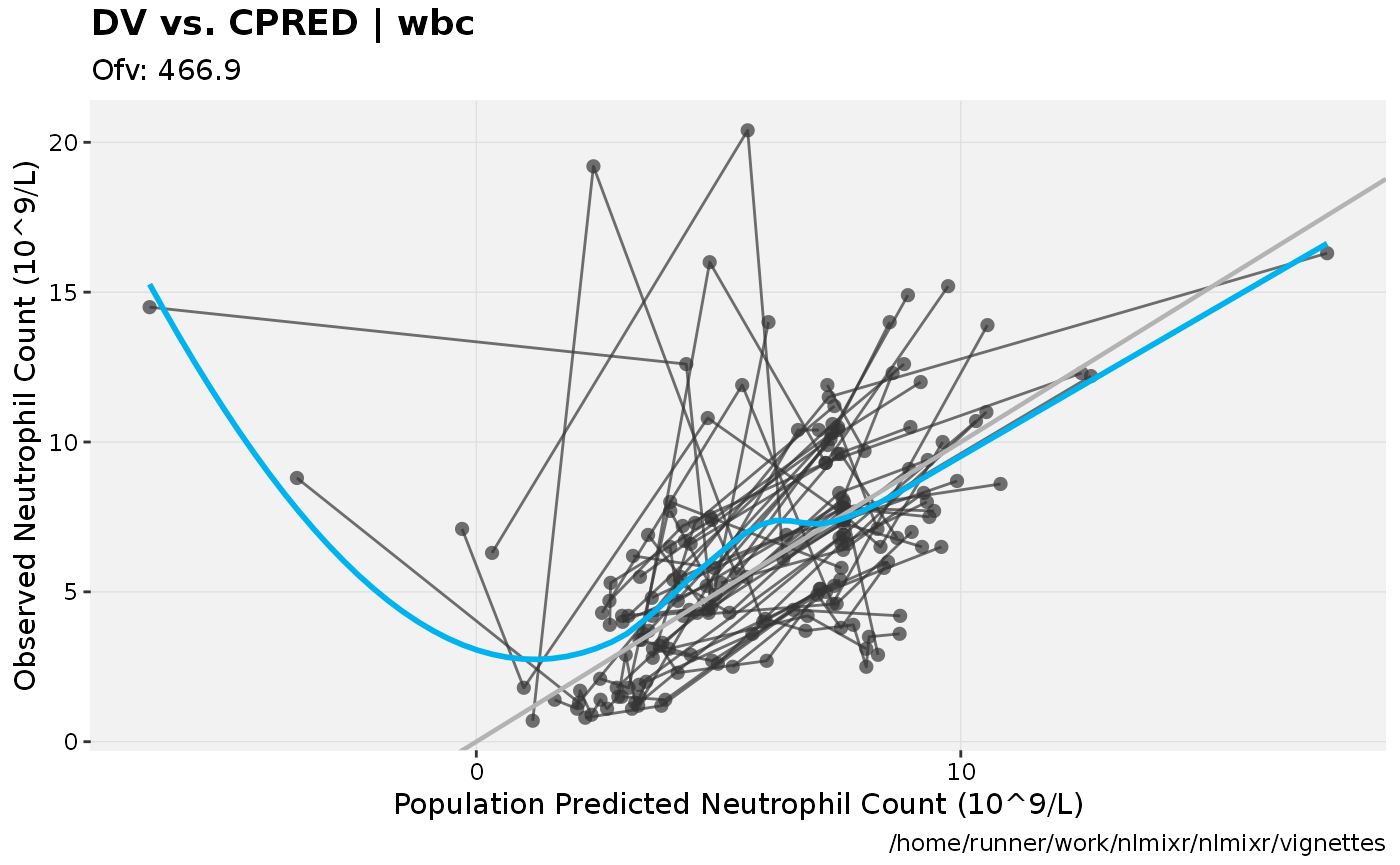 DV vs. CPRED | wbc
Ofv: 466.9
Observed Neutrophil Count (10^9/L)
20
15
10
5
0
0
10
Population Predicted Neutrophil Count (10^9/L)
/home/runner/work/nlmixr/nlmixr/vignettes